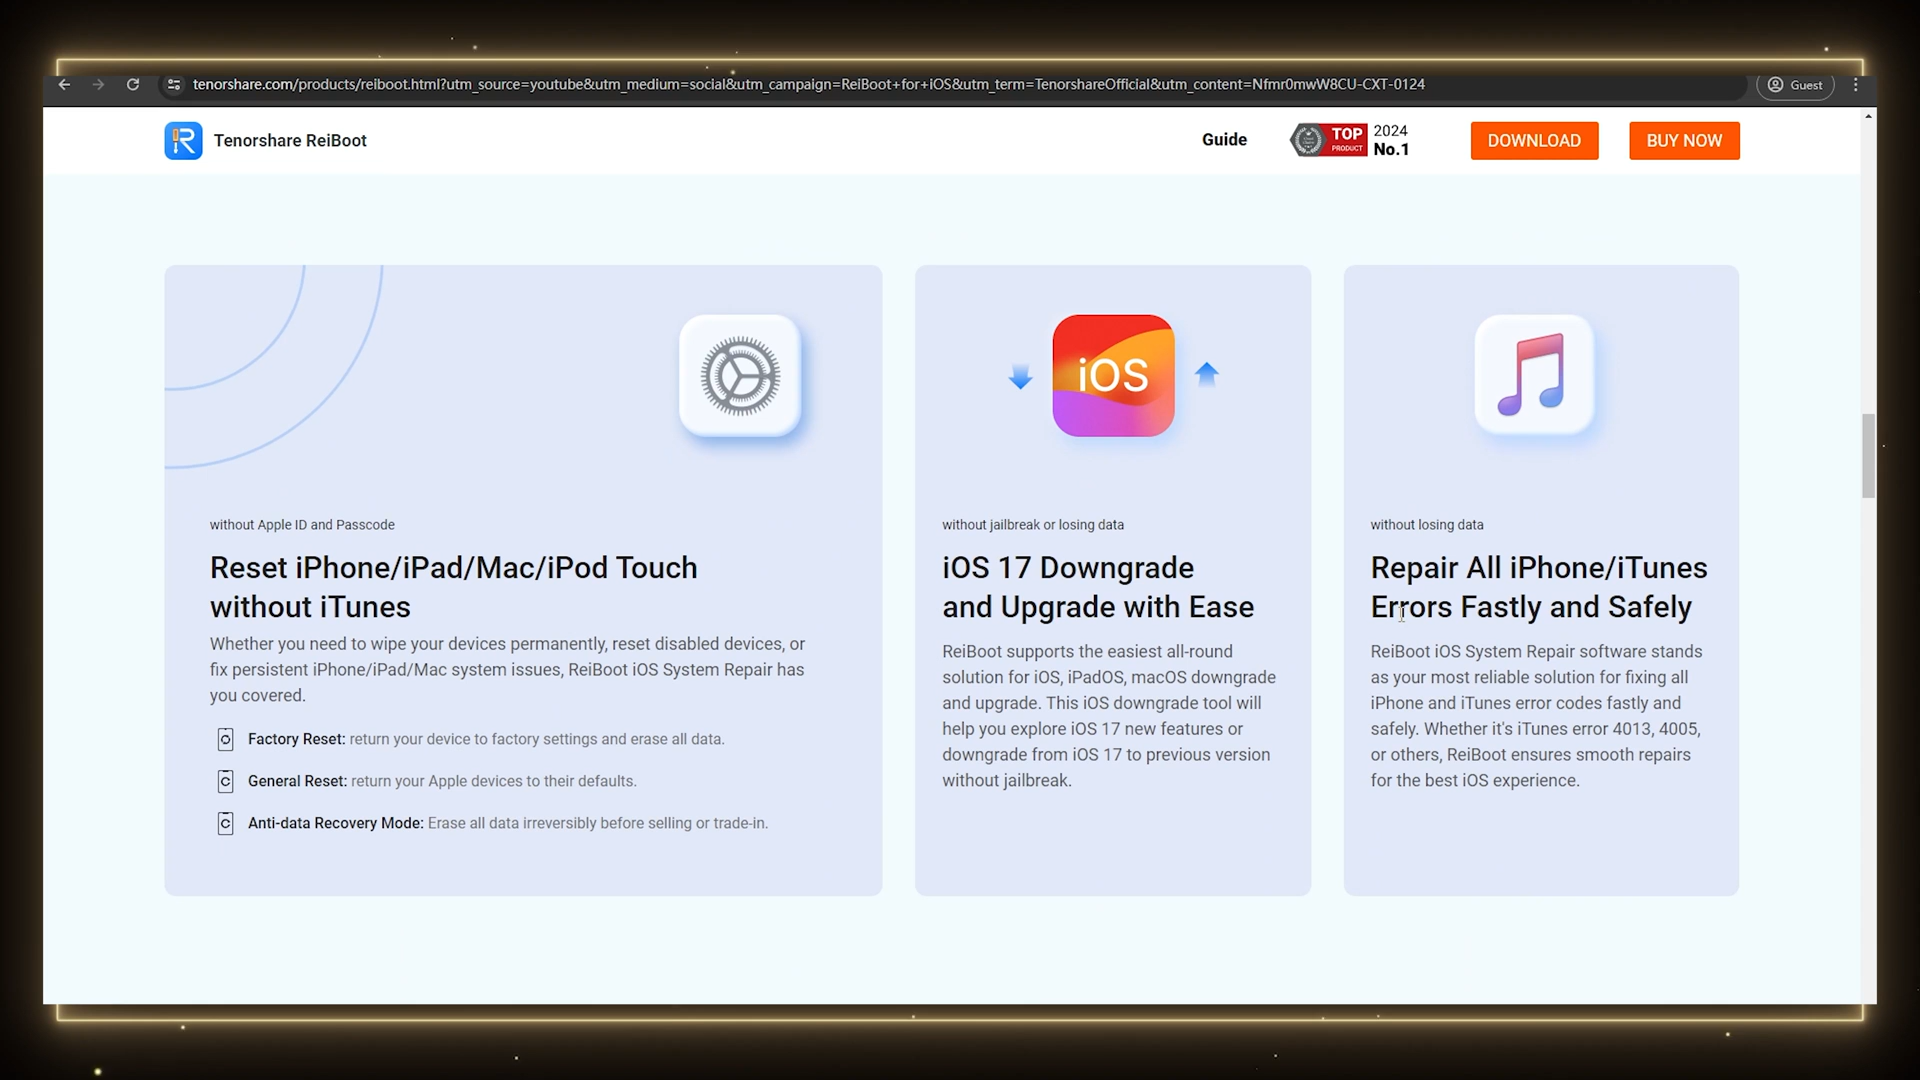 tenorshare.com/products/reiboot.html?utm_source=youtube&utm_medium=social&utm_campaign=ReiBoot+for+iOS&utm_term=TenorshareOfficial&utm_content=Nfmr0mwW8CU-CXT-0124
Guest
Tenorshare ReiBoot
Guide
TOP
PRODUCT
2024
No.1
DOWNLOAD
BUY NOW
without Apple ID and Passcode
Reset iPhone/iPad/Mac/iPod Touch
without iTunes
Whether you need to wipe your devices permanently, reset disabled devices, or
fix persistent iPhone/iPad/Mac system issues, ReiBoot iOS System Repair has
you covered.
Factory Reset: return your device to factory settings and erase all data.
General Reset: return your Apple devices to their defaults.
Anti-data Recovery Mode: Erase all data irreversibly before selling or trade-in.
iOS
without jailbreak or losing data
iOS 17 Downgrade
and Upgrade with Ease
ReiBoot supports the easiest all-round
solution for iOS, iPadOS, macOS downgrade
and upgrade. This iOS downgrade tool will
help you explore iOS 17 new features or
downgrade from iOS 17 to previous version
without jailbreak.
without losing data
Repair All iPhone/iTunes
Errors Fastly and Safely
ReiBoot iOS System Repair software stands
as your most reliable solution for fixing all
iPhone and iTunes error codes fastly and
safely. Whether it's iTunes error 4013, 4005,
or others, ReiBoot ensures smooth repairs
for the best iOS experience.